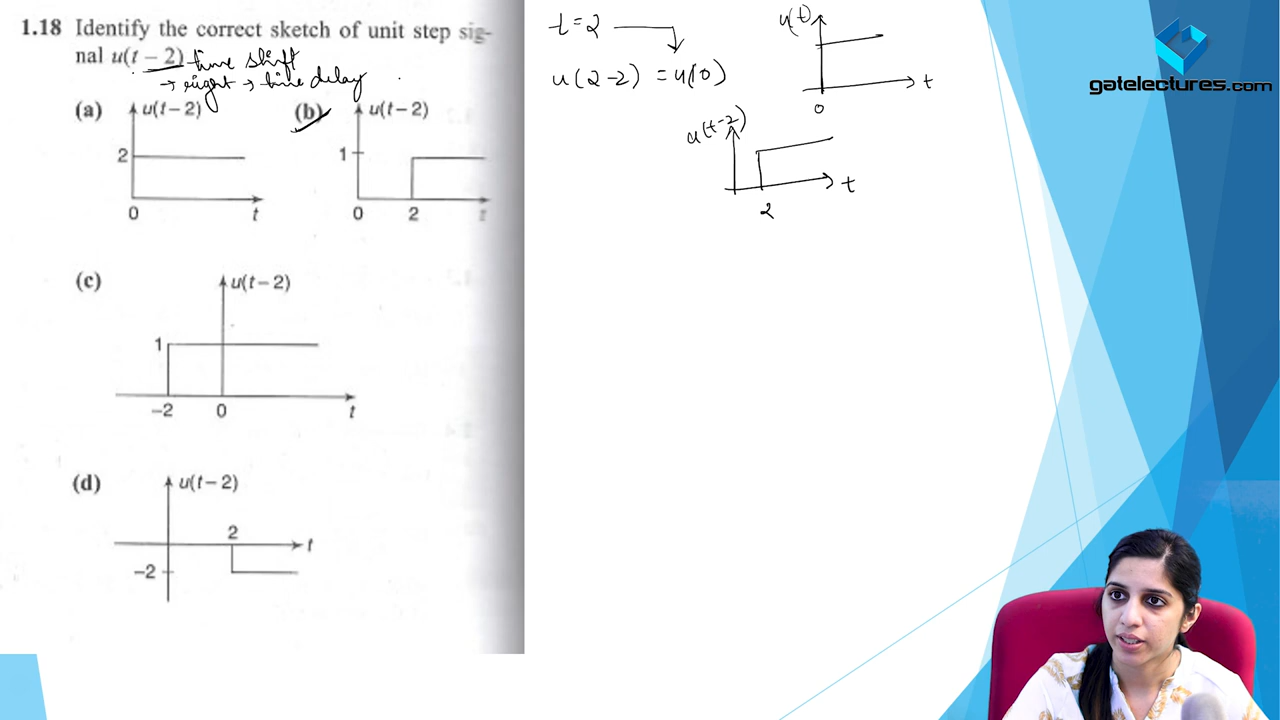 1.18 Identify the correct sketch of unit step sig-
nal u(t − 2) time shift
→ right → time delay
(a) u(t − 2)
2
0 t
(b) u(t − 2)
1
0 2 t
(c) u(t − 2)
1
−2 0 t
(d) u(t − 2)
2
t
−2
t = 2
u(2-2) = u(0)
u(t)
t
0
u(t-2)
t
2
gatelectures.com